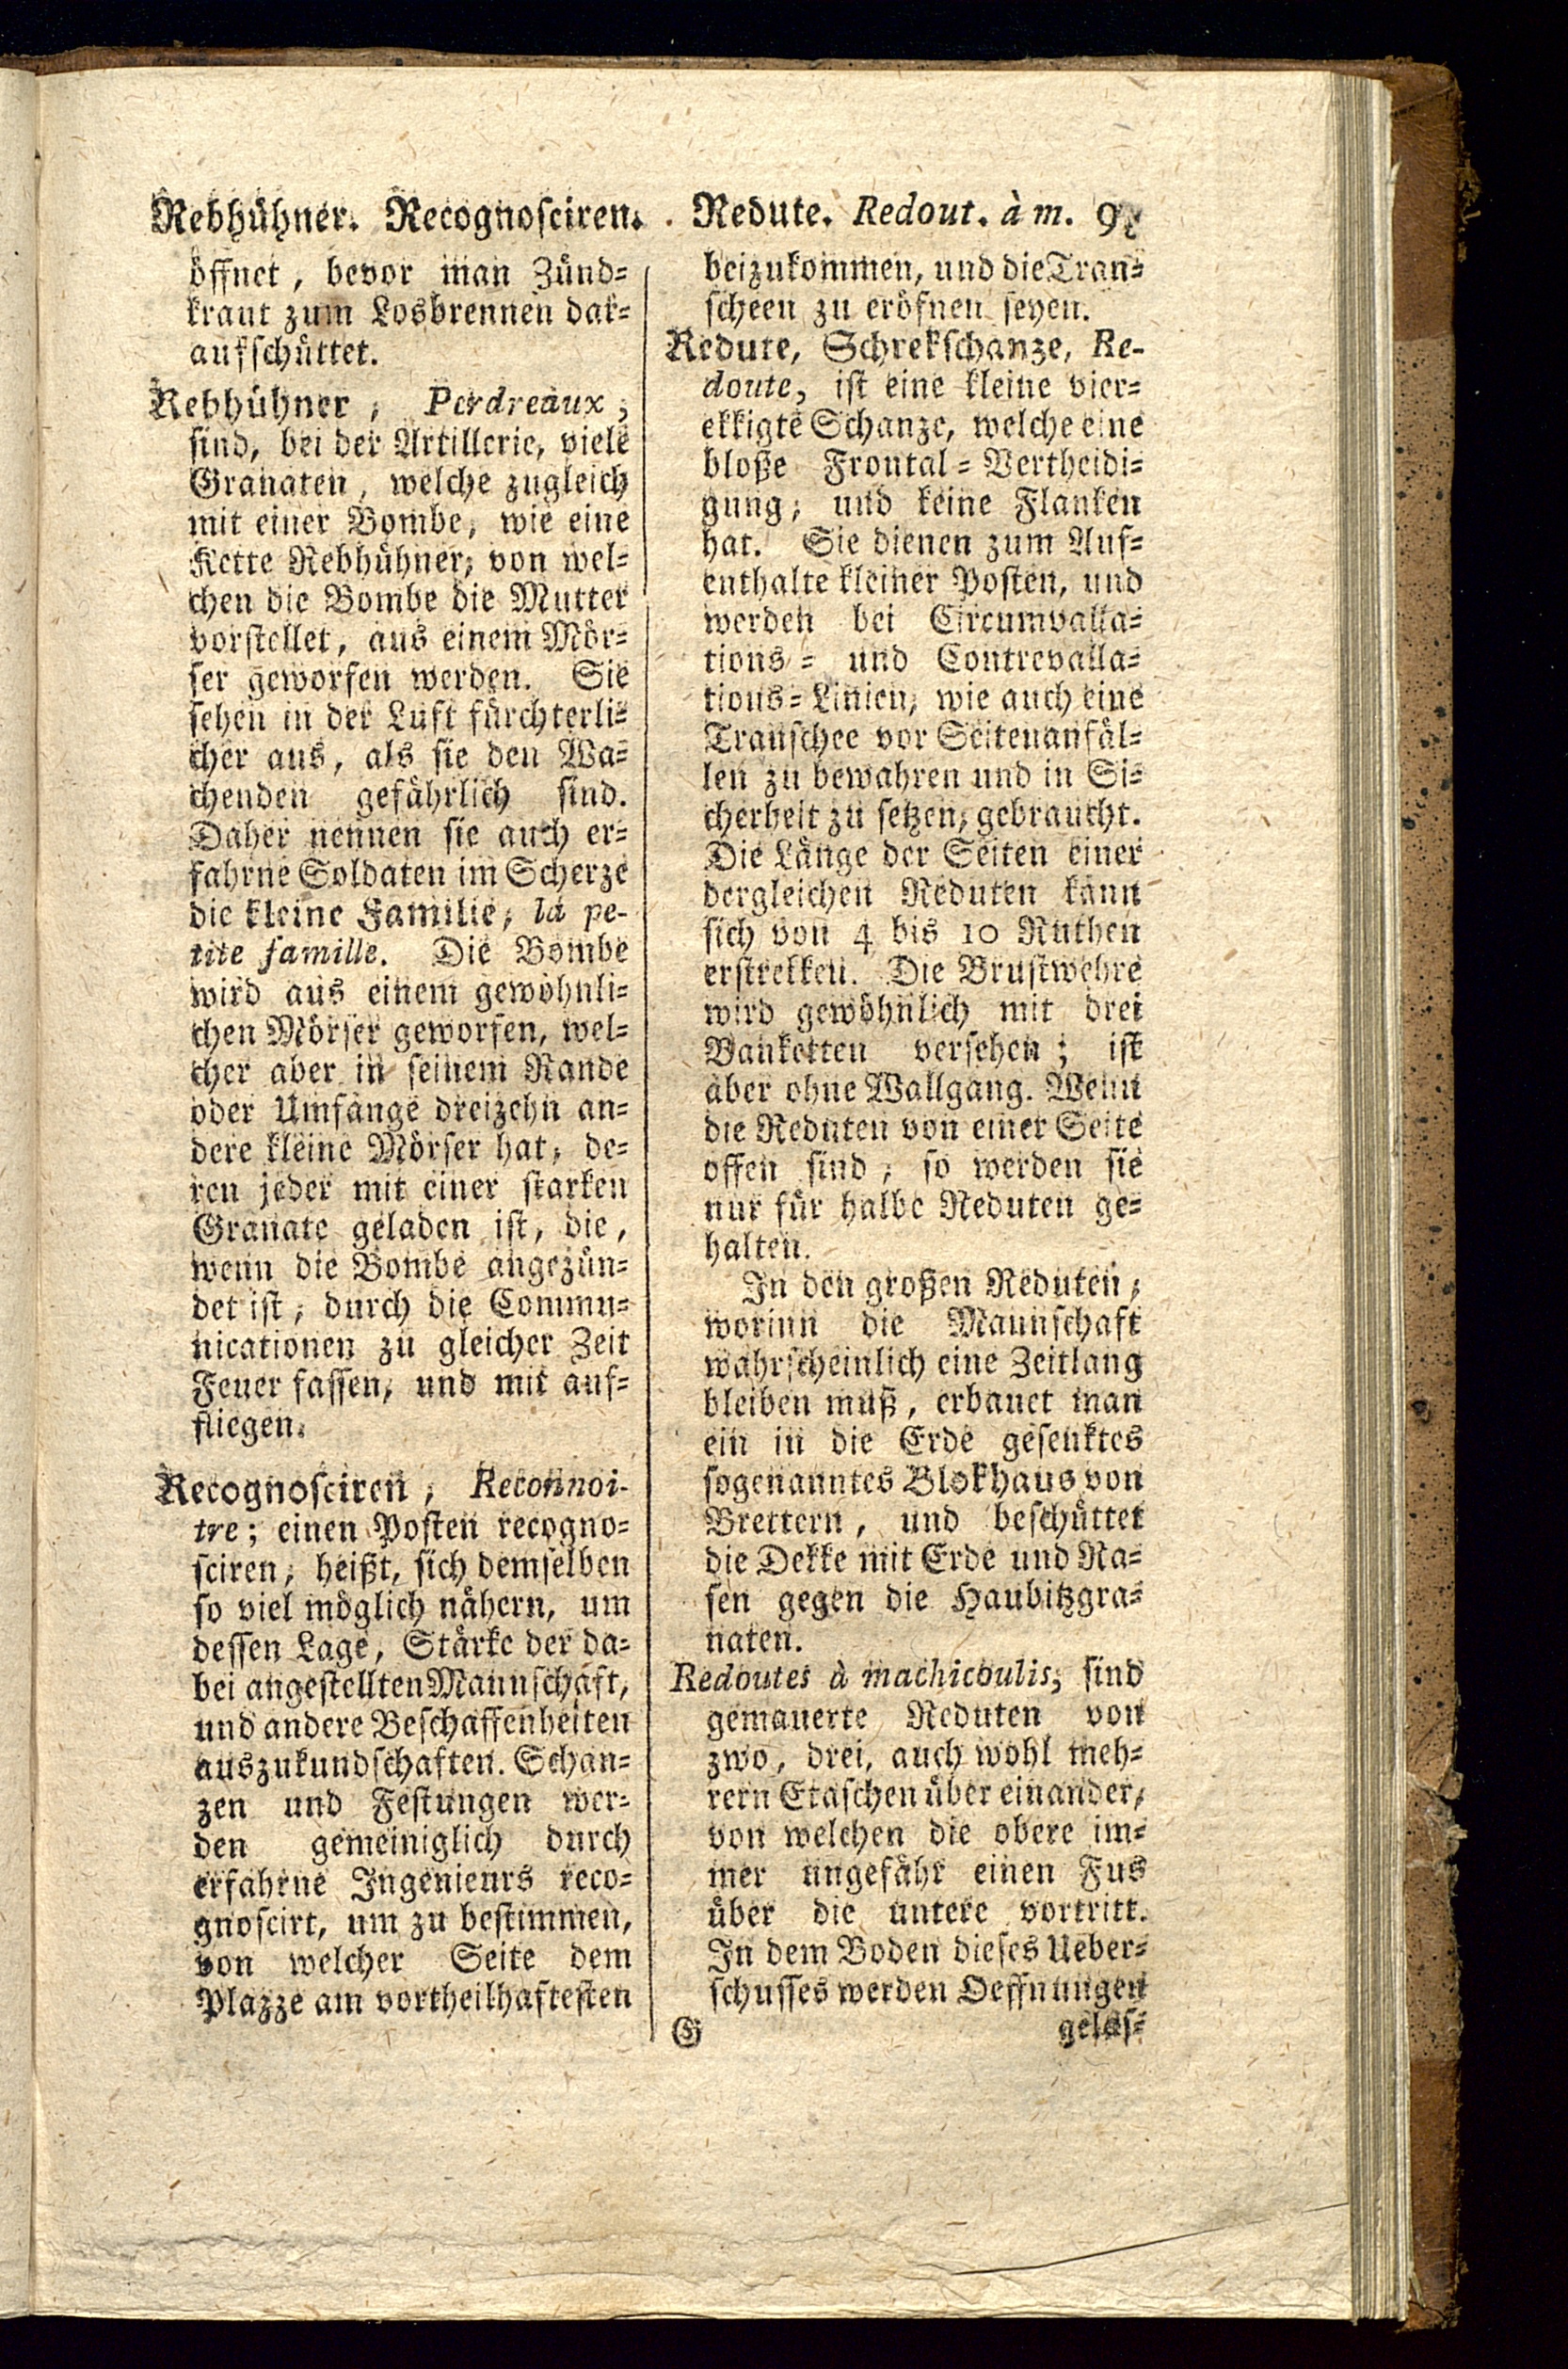 Rebhühner. Recognosciren.
öffnet, bevor man Zünd-
kraut zum Losbrennen dar-
aufschüttet.
Rebhühner, Perdreaux,
sind, bei der Artillerie, viele
Granaten, welche zugleich
mit einer Bombe, wie eine
Kette Rebhühner, von wel-
chen die Bombe die Mutter
vorstellet, aus einem Mör-
ser geworfen werden. Sie
sehen in der Luft fürchterli-
cher aus, als sie den Wa-
chenden gefährlich sind.
Daher nennen sie auch er-
fahrne Soldaten im Scherze
die kleine Familie, la pe-
tite famille. Die Bombe
wird aus einem gewöhnli-
chen Mörser geworfen, wel-
cher aber in seinem Rande
oder Umfange dreizehn an-
dere kleine Mörser hat, de-
ren jeder mit einer starken
Granate geladen ist, die,
wenn die Bombe angezün-
det ist, durch die Commu-
nicationen zu gleicher Zeit
Feuer fassen, und mit auf-
fliegen.
Recognosciren, Reconnoi-
tre; einen Posten recogno-
sciren, heißt, sich demselben
so viel möglich nähern, um
dessen Lage, Stärke der da-
bei angestellten Mannschaft,
und andere Beschaffenheiten
auszukundschaften. Schan-
zen und Festungen wer-
den gemeiniglich durch
erfahrne Ingenieurs reco-
gnoscirt, um zu bestimmen,
von welcher Seite dem
Plazze am vortheilhaftesten
Redute. Redout. à m.
beizukommen, und die Tran-
scheen zu eröfnen seyen.
Redute, Schrekschanze, Re-
doute, ist eine kleine vier-
ekkigte Schanze, welche eine
bloße Frontal-Vertheidi-
gung, und keine Flanken
hat. Sie dienen zum Auf-
enthalte kleiner Posten, und
werden bei Circumvalla-
tions- und Contrevalla-
tions-Linien, wie auch eine
Transchee vor Seitenanfäl-
len zu bewahren und in Si-
cherheit zu setzen, gebraucht.
Die Länge der Seiten einer
dergleichen Reduten kann
sich von 4 bis 10 Ruthen
erstrekken. Die Brustwehre
wird gewöhnlich mit drei
Banketten versehen; ist
aber ohne Wallgang. Wenn
die Reduten von einer Seite
offen sind, so werden sie
nur für halbe Reduten ge-
halten.
In den großen Reduten,
worinn die Mannschaft
wahrscheinlich eine Zeitlang
bleiben muß, erbauet man
ein in die Erde gesenktes
sogenanntes Blokhaus von
Brettern, und beschüttet
die Dekke mit Erde und Ra-
sen gegen die Haubitzgra-
naten.
Redoutes à machicoulis, sind
gemauerte Reduten von
zwo, drei, auch wohl meh-
rern Etaschen über einander,
von welchen die obere im-
mer ungefähr einen Fus
über die untere vortritt.
In dem Boden dieses Ueber-
schusses werden Oeffnungen
G gelas-